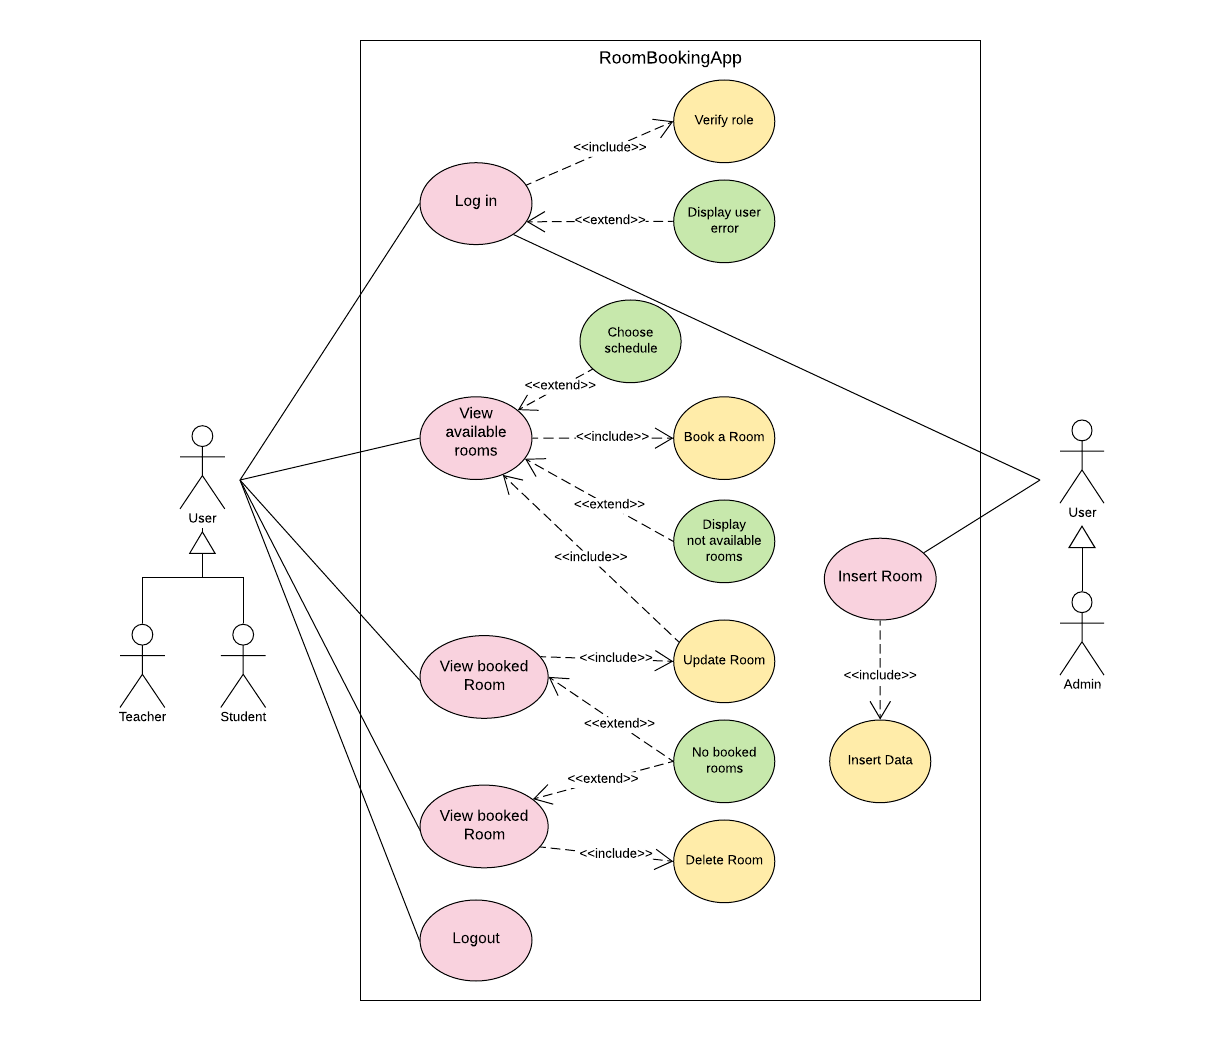 RoomBookingApp
Verify role
<<include>>
Log in
Display user
error
<<extend>>
Choose
schedule
<<extend>>
View
available
rooms
<<include>>
Book a Room
<<extend>>
Display
not available
rooms
<<include>>
User
User
Insert Room
View booked
Room
<<include>>
Update Room
<<include>>
Teacher
Student
Admin
<<extend>>
No booked
rooms
Insert Data
<<extend>>
View booked
Room
<<include>>
Delete Room
Logout